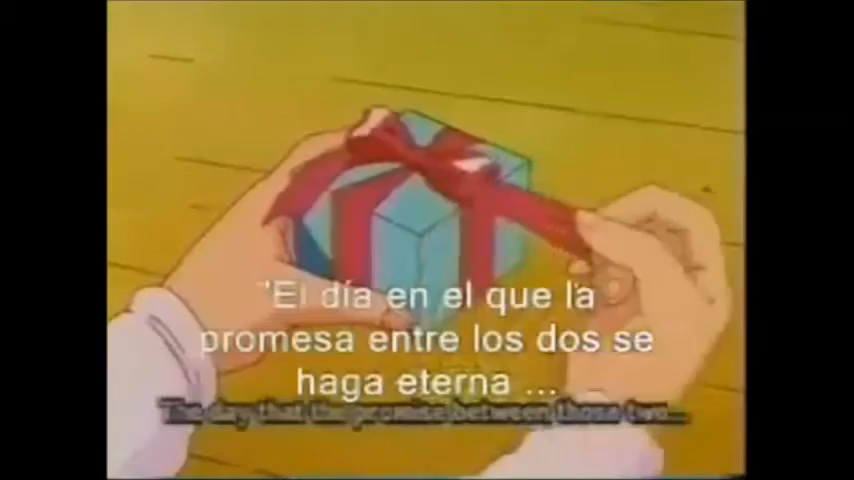 "El día en el que la
promesa entre los dos se
haga eterna ...
The day that the promise between those two...